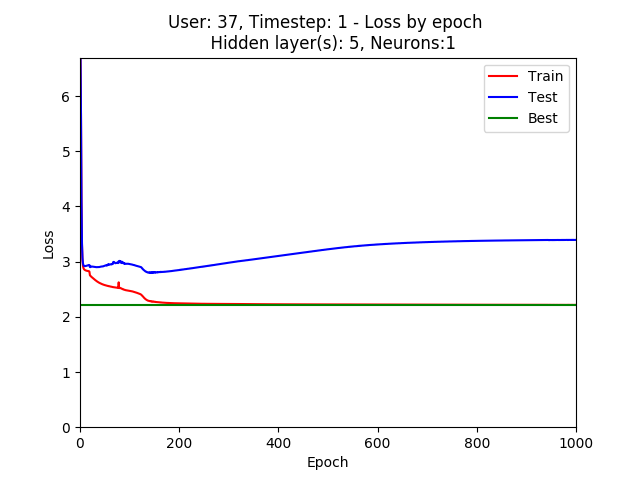 User: 37, Timestep: 1 - Loss by epoch
Hidden layer(s): 5, Neurons:1
Train
Test
Best
6
5
4
3
2
1
0
Loss
0 200 400 600 800 1000
Epoch